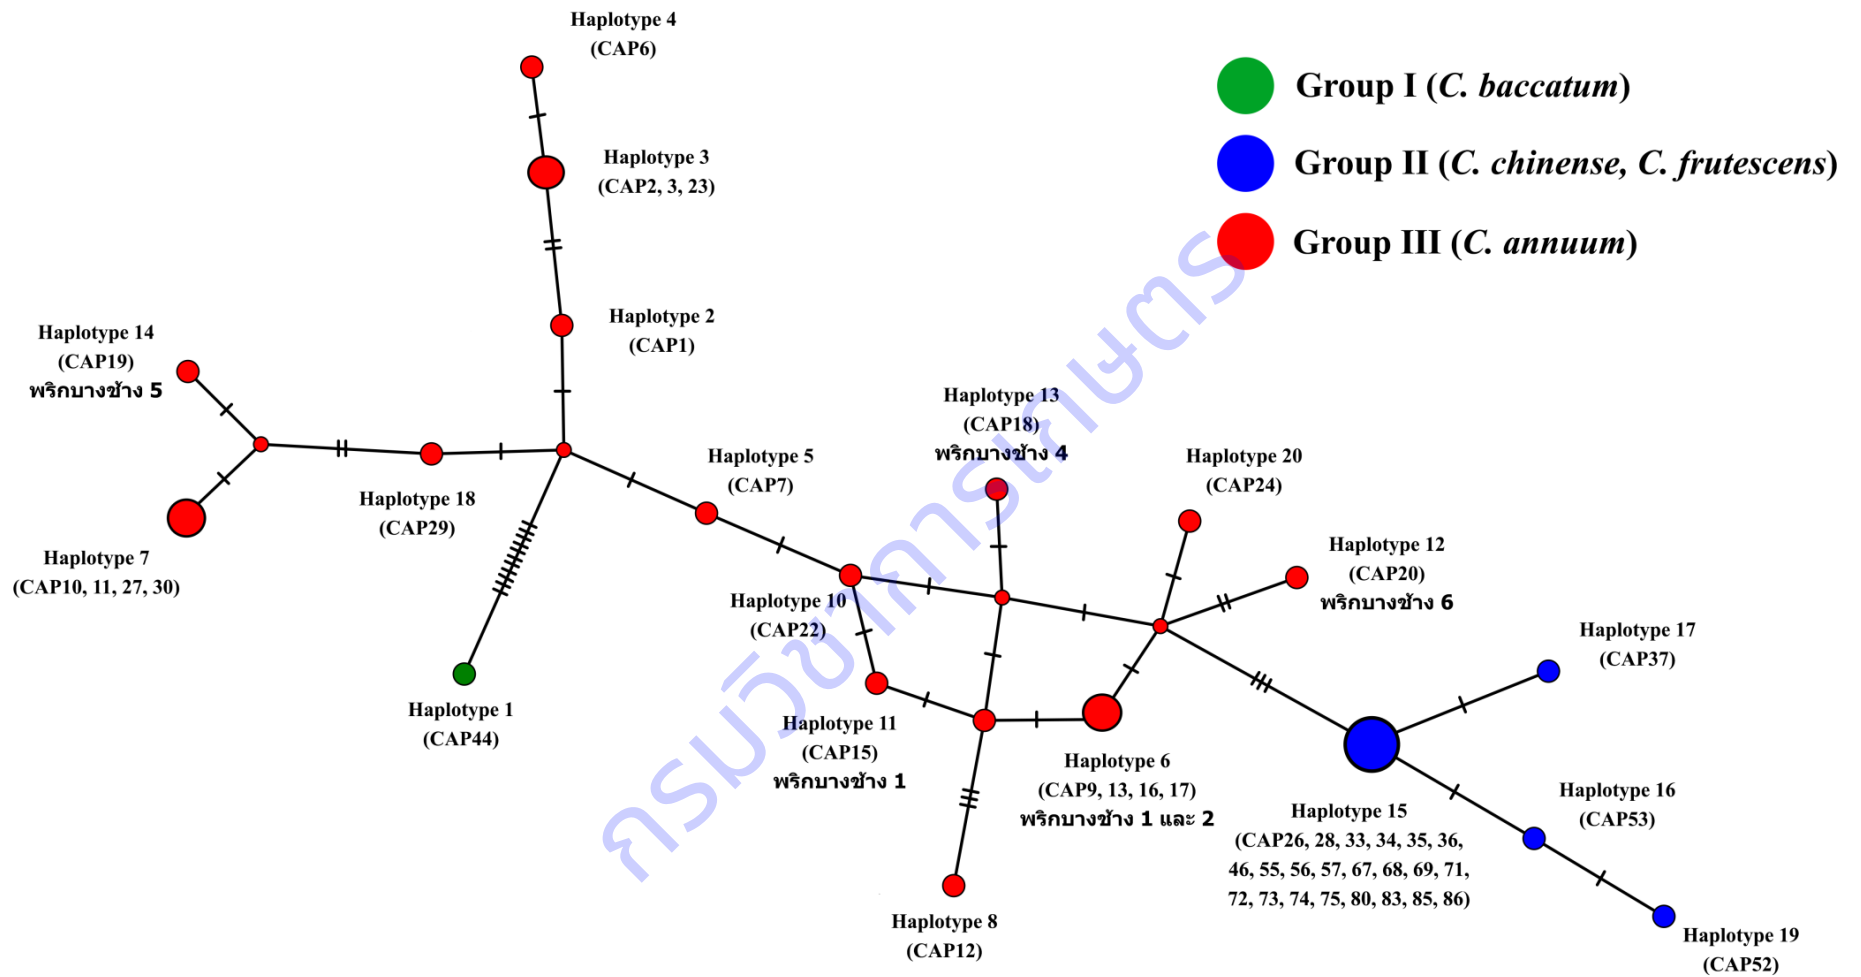 Haplotype 4
(CAP6)
Group I (C. baccatum)
Haplotype 3
(CAP2, 3, 23)
Group II (C. chinense, C. frutescens)
Group III (C. annuum)
Haplotype 2
(CAP1)
Haplotype 14
(CAP19)
พริกบางช้าง 5
Haplotype 13
(CAP18)
พริกบางช้าง 4
Haplotype 5
(CAP7)
Haplotype 20
(CAP24)
Haplotype 18
(CAP29)
Haplotype 7
(CAP10, 11, 27, 30)
Haplotype 12
(CAP20)
พริกบางช้าง 6
Haplotype 10
(CAP22)
Haplotype 17
(CAP37)
Haplotype 1
(CAP44)
Haplotype 11
(CAP15)
พริกบางช้าง 1
Haplotype 6
(CAP9, 13, 16, 17)
พริกบางช้าง 1 และ 2
Haplotype 16
(CAP53)
Haplotype 15
(CAP26, 28, 33, 34, 35, 36,
46, 55, 56, 57, 67, 68, 69, 71,
72, 73, 74, 75, 80, 83, 85, 86)
Haplotype 8
(CAP12)
Haplotype 19
(CAP52)
กรมวิชาการเกษตร